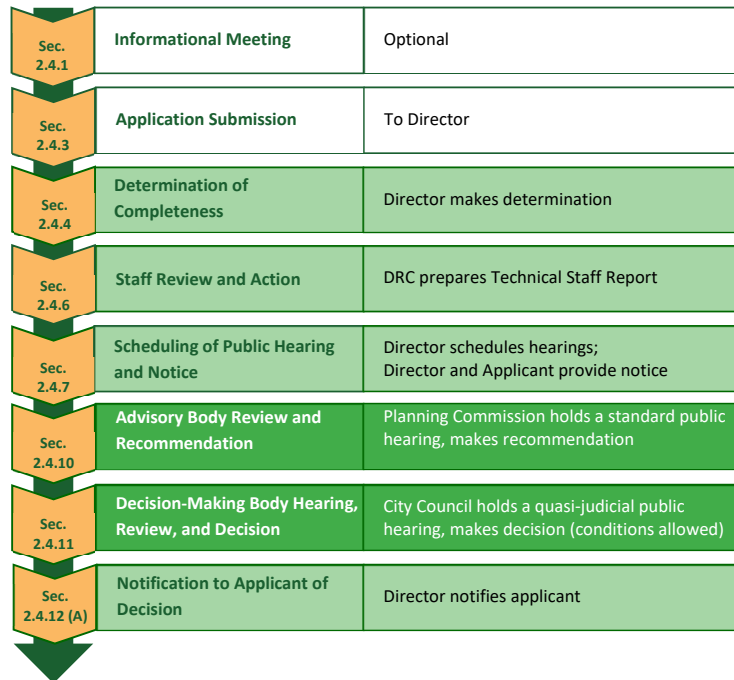 Sec.
2.4.1
Informational Meeting
Optional
Sec.
2.4.3
Application Submission
To Director
Sec.
2.4.4
Determination of
Completeness
Director makes determination
Sec.
2.4.6
Staff Review and Action
DRC prepares Technical Staff Report
Sec.
2.4.7
Scheduling of Public Hearing
and Notice
Director schedules hearings;
Director and Applicant provide notice
Sec.
2.4.10
Advisory Body Review and
Recommendation
Planning Commission holds a standard public
hearing, makes recommendation
Sec.
2.4.11
Decision-Making Body Hearing,
Review, and Decision
City Council holds a quasi-judicial public
hearing, makes decision (conditions allowed)
Sec.
2.4.12 (A)
Notification to Applicant of
Decision
Director notifies applicant